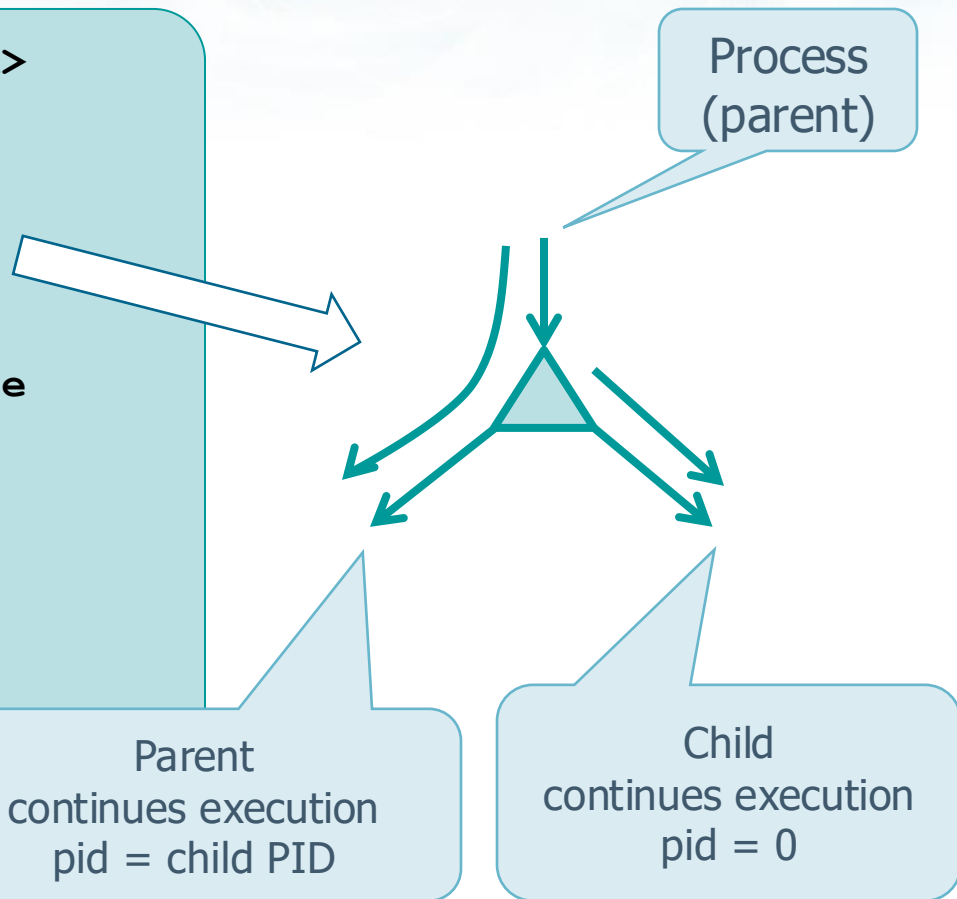 >
e
Process
(parent)
Parent
continues execution
pid = child PID
Child
continues execution
pid = 0